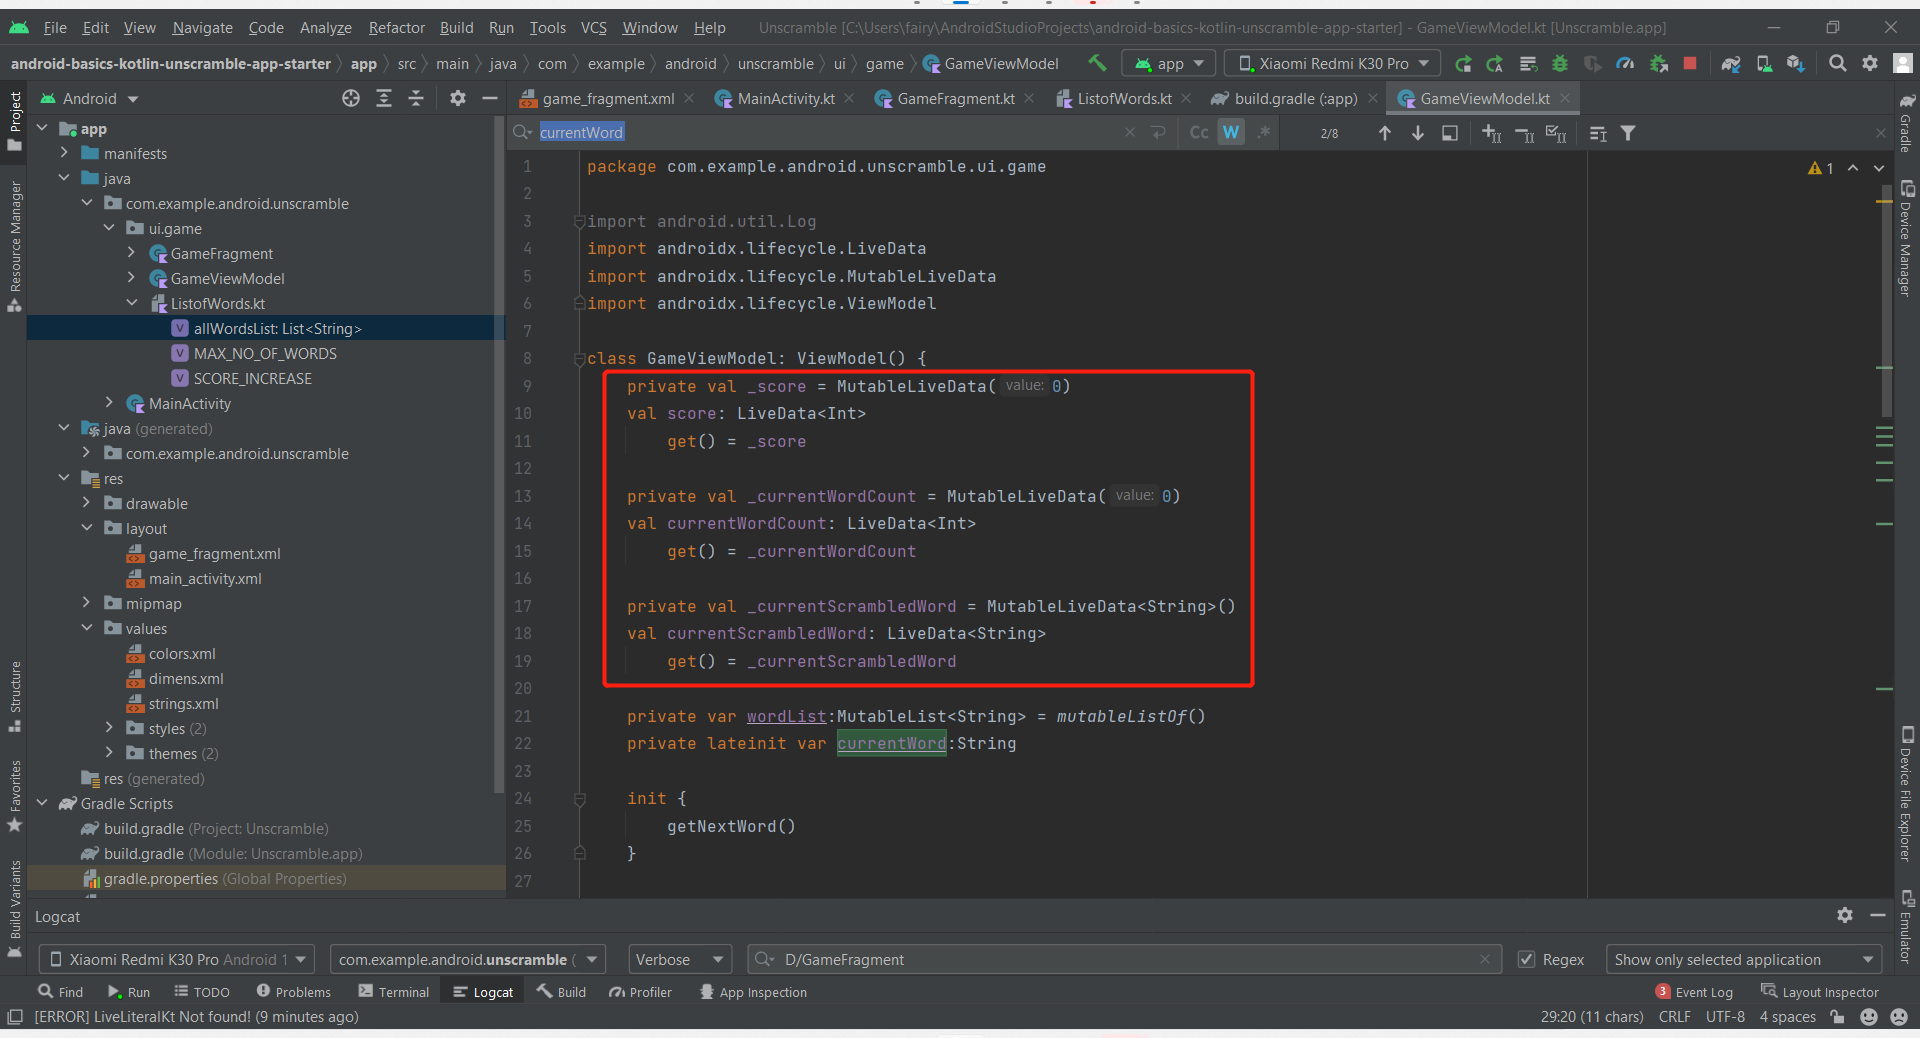 File Edit View Navigate Code Analyze Refactor Build Run Tools VCS Window Help Unscramble [C:\Users\fairy\AndroidStudioProjects\android-basics-kotlin-unscramble-app-starter] - GameViewModel.kt [Unscramble.app]
android-basics-kotlin-unscramble-app-starter app src main java com example android unscramble ui game GameViewModel app Xiaomi Redmi K30 Pro
Android
game_fragment.xml MainActivity.kt GameFragment.kt ListofWords.kt build.gradle (:app) GameViewModel.kt
currentWord Cc W .* 2/8
Project
Resource Manager
Structure
Favorites
Build Variants
app
manifests
java
com.example.android.unscramble
ui.game
GameFragment
GameViewModel
ListofWords.kt
allWordsList: List<String>
MAX_NO_OF_WORDS
SCORE_INCREASE
MainActivity
java (generated)
com.example.android.unscramble
res
drawable
layout
game_fragment.xml
main_activity.xml
mipmap
values
colors.xml
dimens.xml
strings.xml
styles (2)
themes (2)
res (generated)
Gradle Scripts
build.gradle (Project: Unscramble)
build.gradle (Module: Unscramble.app)
gradle.properties (Global Properties)
1 package com.example.android.unscramble.ui.game
2
3 import android.util.Log
4 import androidx.lifecycle.LiveData
5 import androidx.lifecycle.MutableLiveData
6 import androidx.lifecycle.ViewModel
7
8 class GameViewModel: ViewModel() {
9 private val _score = MutableLiveData( value: 0)
10 val score: LiveData<Int>
11 get() = _score
12
13 private val _currentWordCount = MutableLiveData( value: 0)
14 val currentWordCount: LiveData<Int>
15 get() = _currentWordCount
16
17 private val _currentScrambledWord = MutableLiveData<String>()
18 val currentScrambledWord: LiveData<String>
19 get() = _currentScrambledWord
20
21 private var wordList:MutableList<String> = mutableListOf()
22 private lateinit var currentWord:String
23
24 init {
25 getNextWord()
26 }
27
1
Gradle
Device Manager
Device File Explorer
Emulator
Logcat
Xiaomi Redmi K30 Pro Android 1 com.example.android.unscramble ( Verbose D/GameFragment Regex Show only selected application
Find Run TODO Problems Terminal Logcat Build Profiler App Inspection 3 Event Log Layout Inspector
[ERROR] LiveLiteralKt Not found! (9 minutes ago) 29:20 (11 chars) CRLF UTF-8 4 spaces